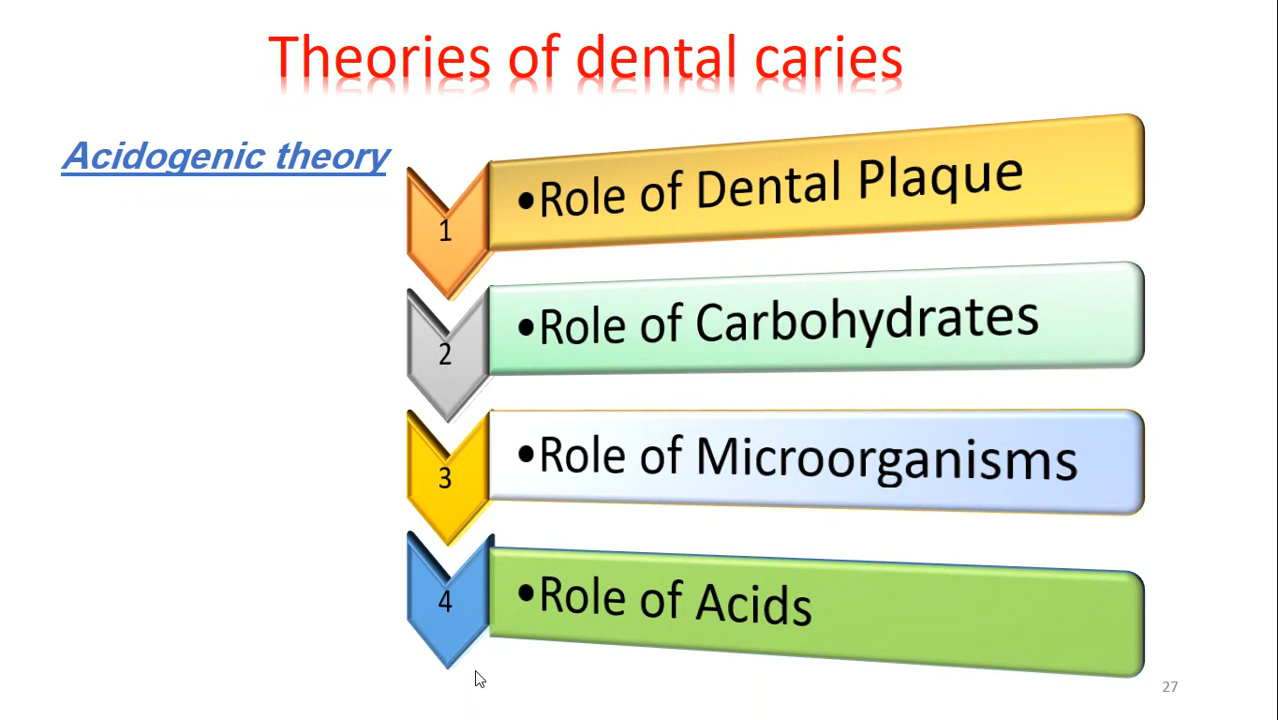 Theories of dental caries
Acidogenic theory
1
•Role of Dental Plaque
2
•Role of Carbohydrates
3
•Role of Microorganisms
4
•Role of Acids
27